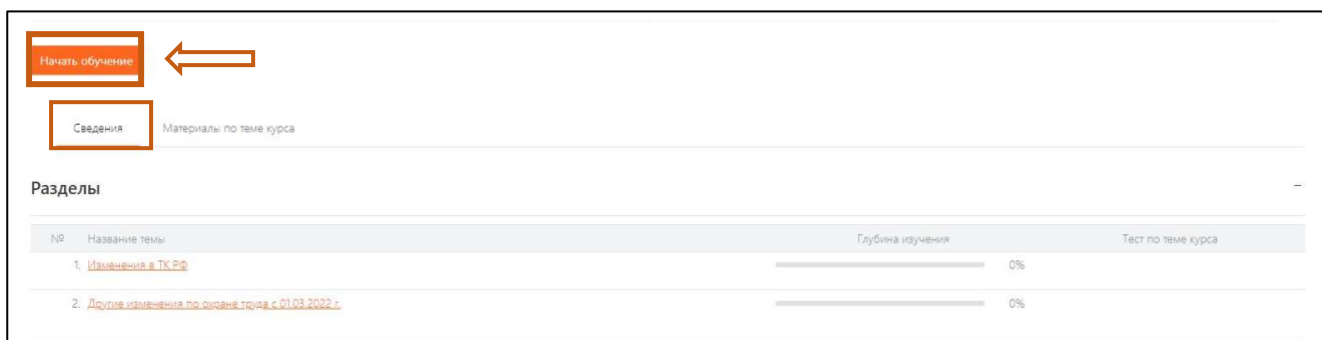 Начать обучение
Сведения Материалы по теме курса
Разделы
№ Название темы Глубина изучения Тест по теме курса
1. Изменения в ТК РФ 0%
2. Другие изменения по охране труда с 01.03.2022 г. 0%